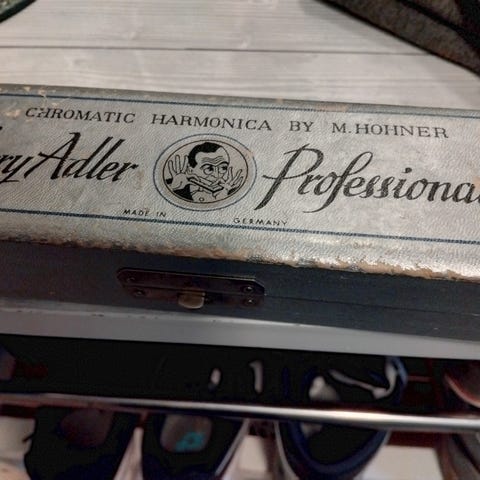 CHROMATIC HARMONICA BY M.HOHNER
ry Adler Professiona
MADE IN GERMANY